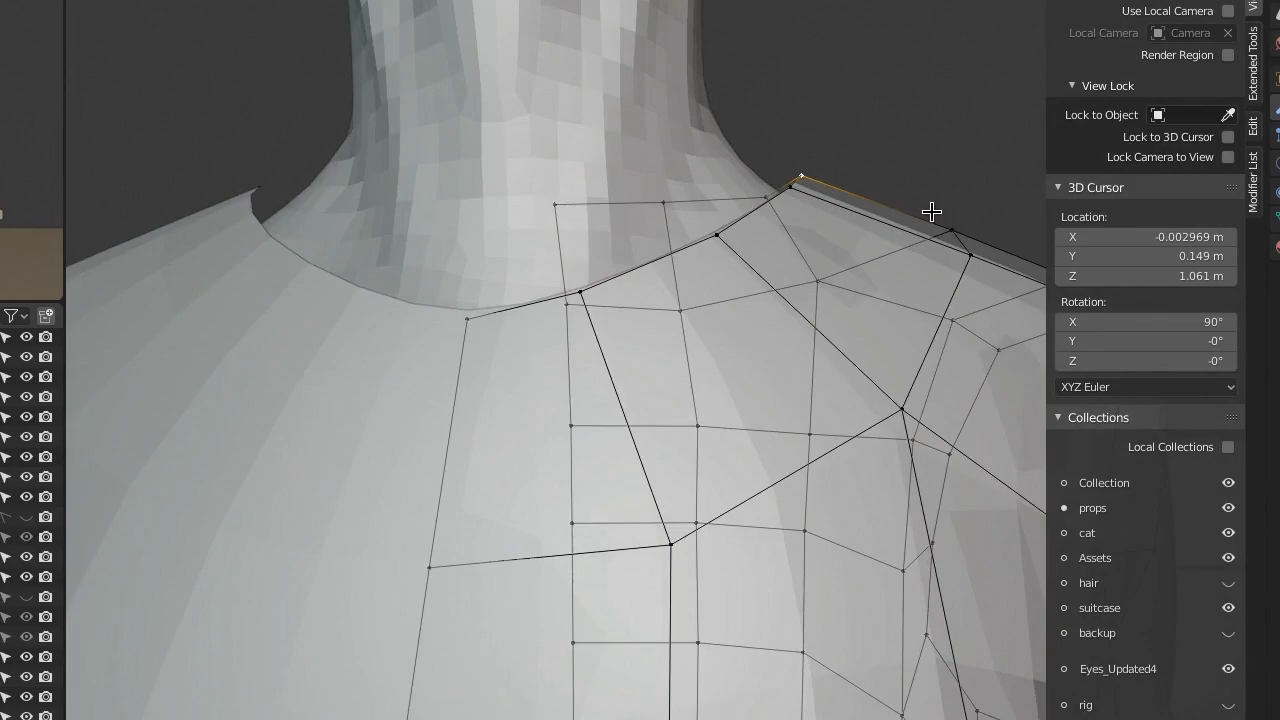 Use Local Camera
Local Camera Camera
Render Region
View Lock
Lock to Object
Lock to 3D Cursor
Lock Camera to View
3D Cursor
Location:
X -0.002969 m
Y 0.149 m
Z 1.061 m
Rotation:
X 90°
Y -0°
Z -0°
XYZ Euler
Collections
Local Collections
Collection
props
cat
Assets
hair
suitcase
backup
Eyes_Updated4
rig
Extended Tools
Edit
Modifier List